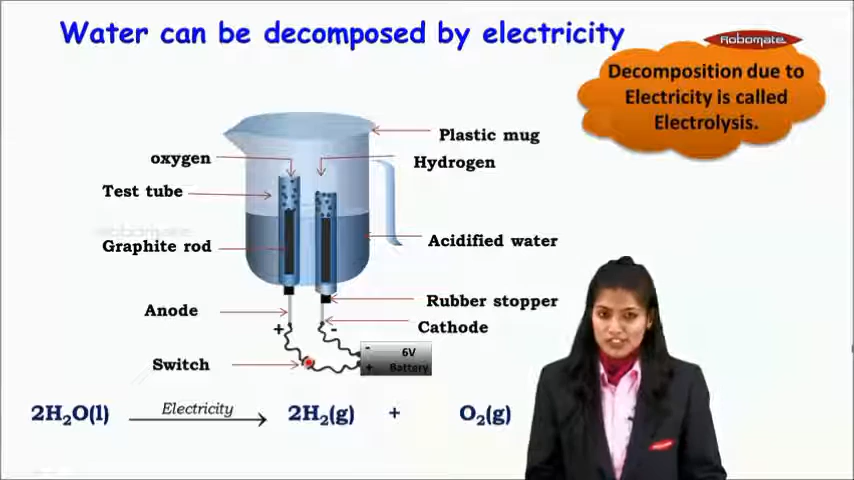 Water can be decomposed by electricity
Robomate
Decomposition due to
Electricity is called
Electrolysis.
Plastic mug
oxygen
Hydrogen
Test tube
Graphite rod
Acidified water
Anode
Rubber stopper
+
-
Cathode
Switch
-
6V
+ Battery
2H₂O(l) Electricity 2H₂(g) + O₂(g)